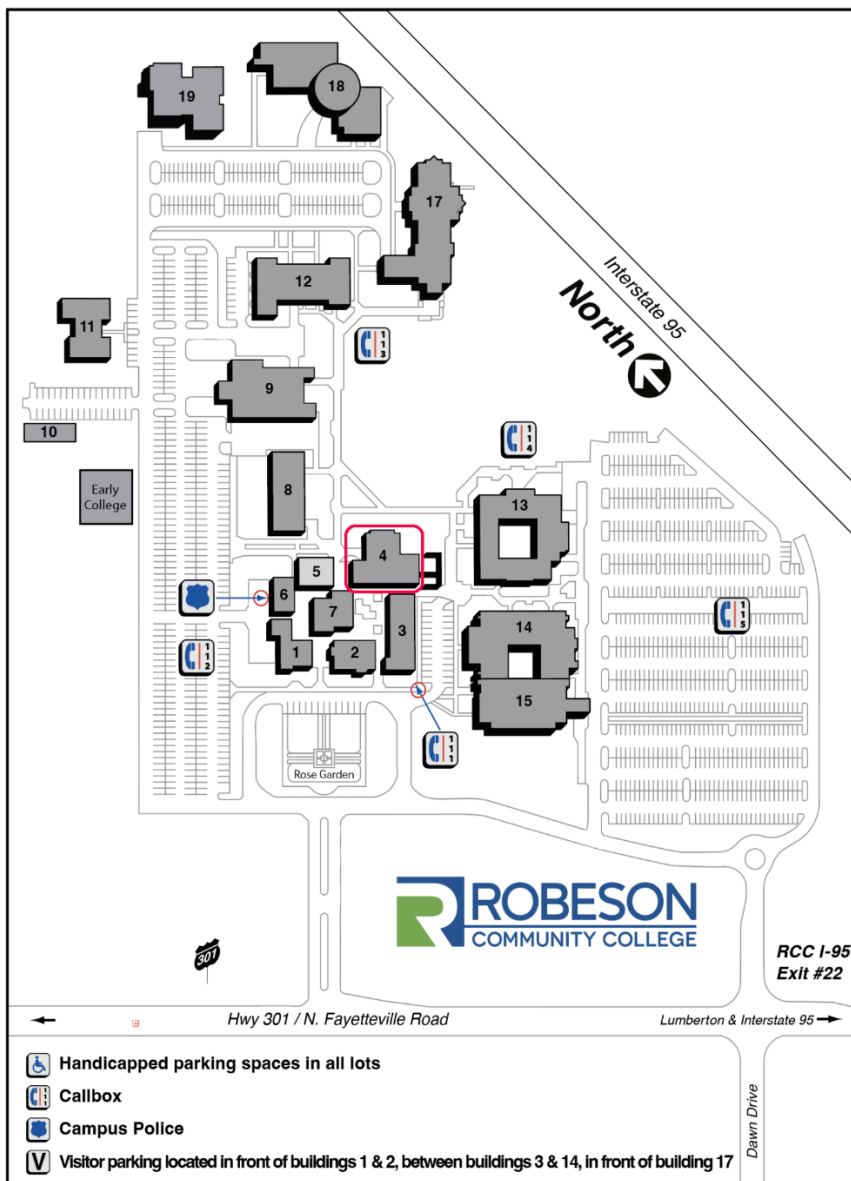 19
18
17
12
11
Interstate 95
North
113
9
10
114
Early
College
8
13
4
5
6
7
3
14
115
1
2
112
15
111
Rose Garden
ROBESON
COMMUNITY COLLEGE
301
RCC I-95
Exit #22
Hwy 301 / N. Fayetteville Road
Lumberton & Interstate 95
Dawn Drive
Handicapped parking spaces in all lots
111 Callbox
Campus Police
V Visitor parking located in front of buildings 1 & 2, between buildings 3 & 14, in front of building 17